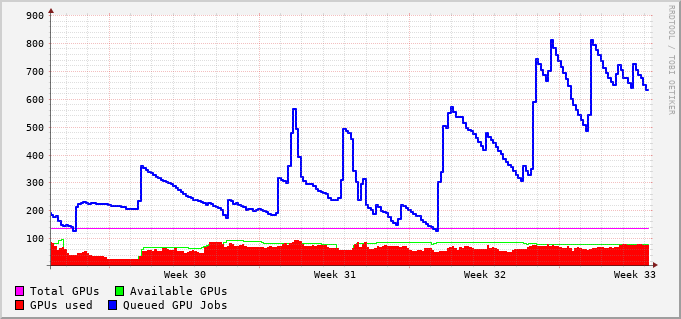 900
800
700
600
500
400
300
200
100
Week 30 Week 31 Week 32 Week 33
Total GPUs Available GPUs
GPUs used Queued GPU Jobs
RRDTOOL / TOBI OETIKER